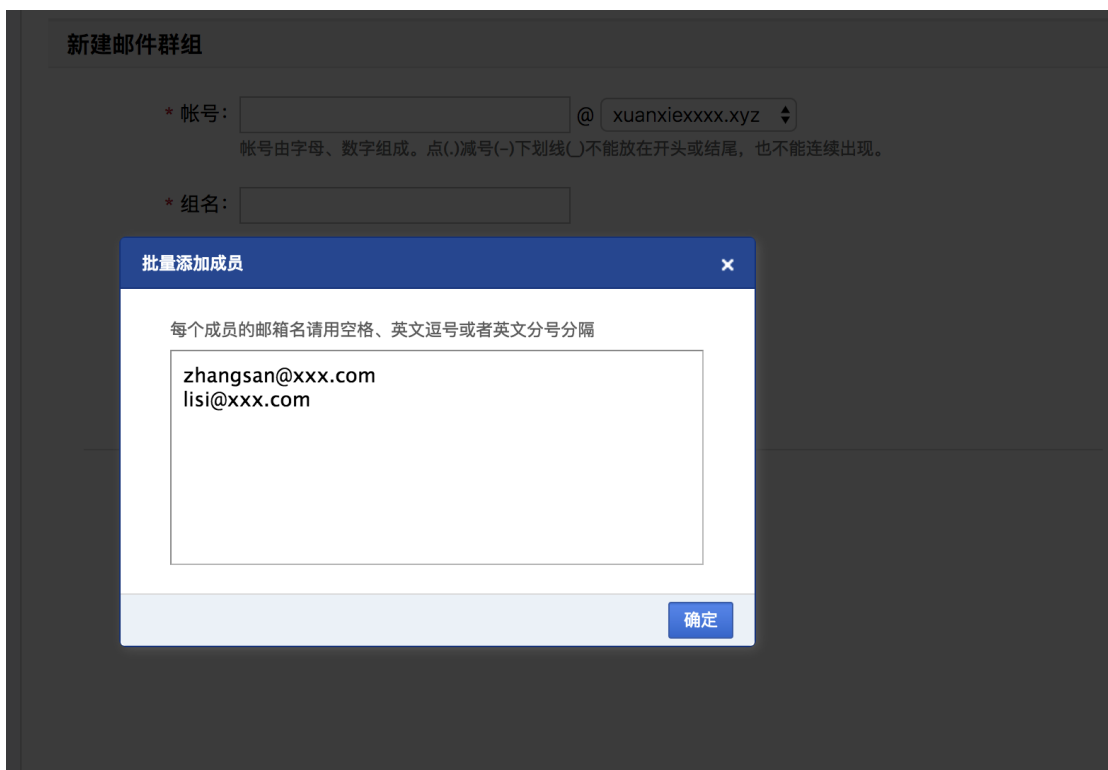 新建邮件群组
* 帐号： @ xuanxiexxxx.xyz
帐号由字母、数字组成。点(.)减号(-)下划线(_)不能放在开头或结尾，也不能连续出现。
* 组名：
批量添加成员 ×
每个成员的邮箱名请用空格、英文逗号或者英文分号分隔
zhangsan@xxx.com
lisi@xxx.com
确定